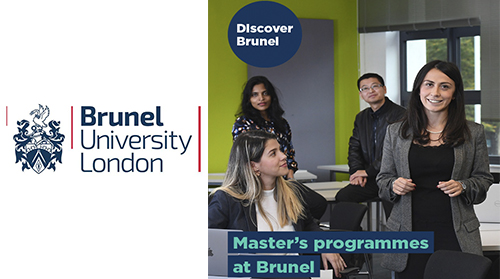 Brunel
University
London
Discover
Brunel
Master's programmes
at Brunel